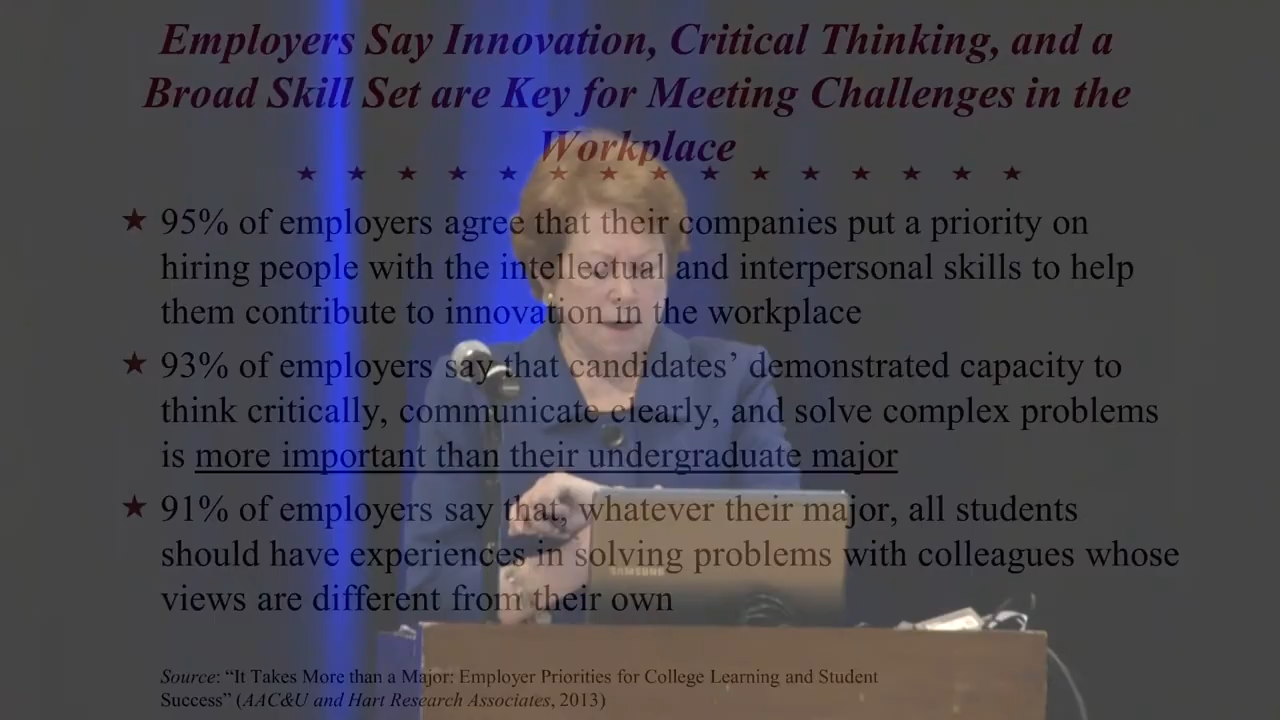 Employers Say Innovation, Critical Thinking, and a
Broad Skill Set are Key for Meeting Challenges in the
Workplace
★ 95% of employers agree that their companies put a priority on
hiring people with the intellectual and interpersonal skills to help
them contribute to innovation in the workplace
★ 93% of employers say that candidates’ demonstrated capacity to
think critically, communicate clearly, and solve complex problems
is more important than their undergraduate major
★ 91% of employers say that, whatever their major, all students
should have experiences in solving problems with colleagues whose
views are different from their own
SAMSUNG
Source: “It Takes More than a Major: Employer Priorities for College Learning and Student
Success” (AAC&U and Hart Research Associates, 2013)